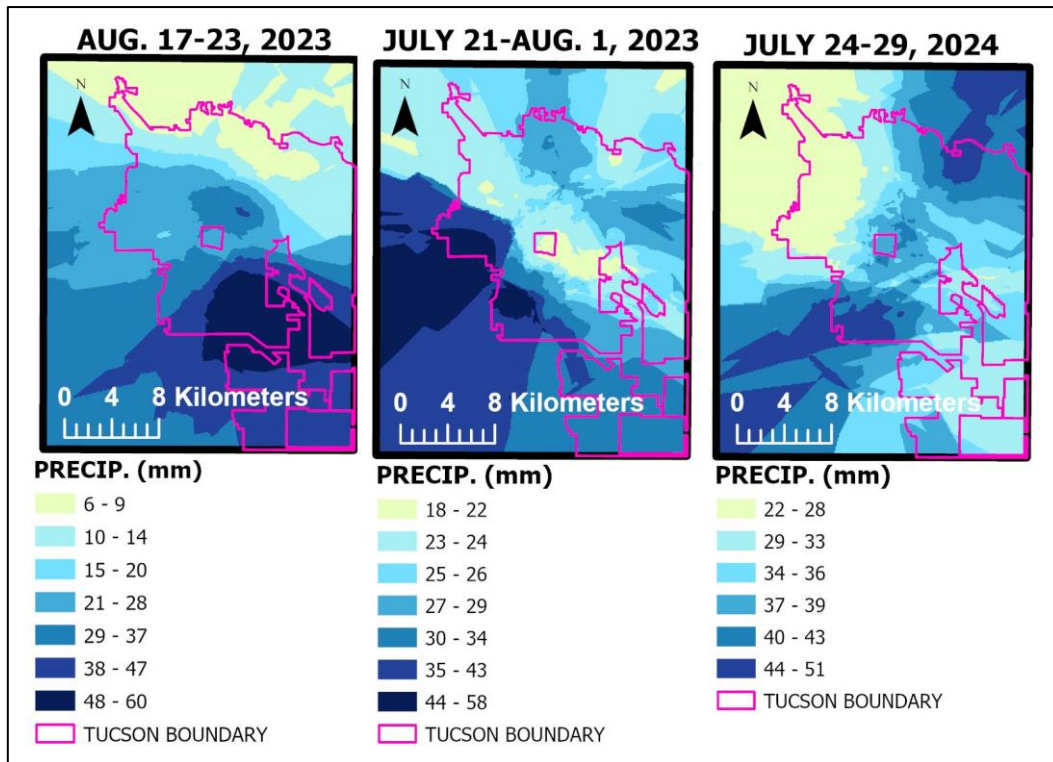 AUG. 17-23, 2023
N
0 4 8 Kilometers
PRECIP. (mm)
6 - 9
10 - 14
15 - 20
21 - 28
29 - 37
38 - 47
48 - 60
TUCSON BOUNDARY
JULY 21-AUG. 1, 2023
N
0 4 8 Kilometers
PRECIP. (mm)
18 - 22
23 - 24
25 - 26
27 - 29
30 - 34
35 - 43
44 - 58
TUCSON BOUNDARY
JULY 24-29, 2024
N
0 4 8 Kilometers
PRECIP. (mm)
22 - 28
29 - 33
34 - 36
37 - 39
40 - 43
44 - 51
TUCSON BOUNDARY